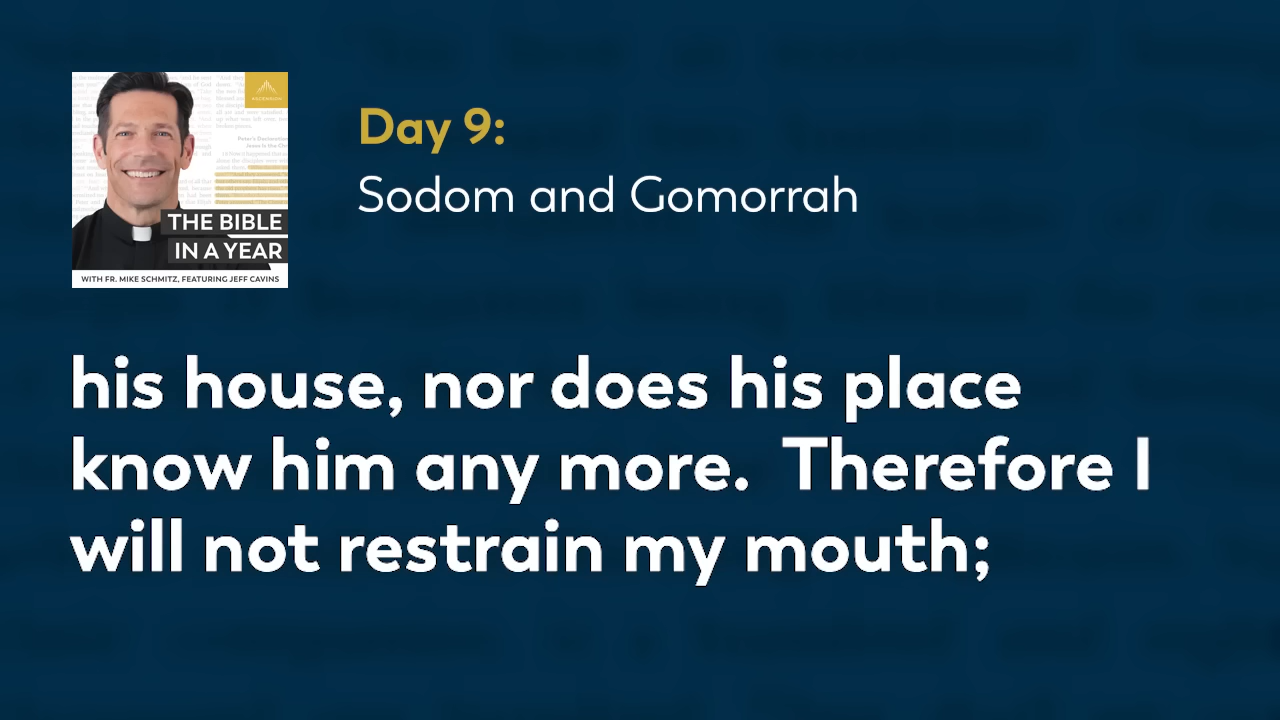 Day 9:
Sodom and Gomorrah
THE BIBLE
IN A YEAR
WITH FR. MIKE SCHMITZ, FEATURING JEFF CAVINS
his house, nor does his place
know him any more. Therefore I
will not restrain my mouth;